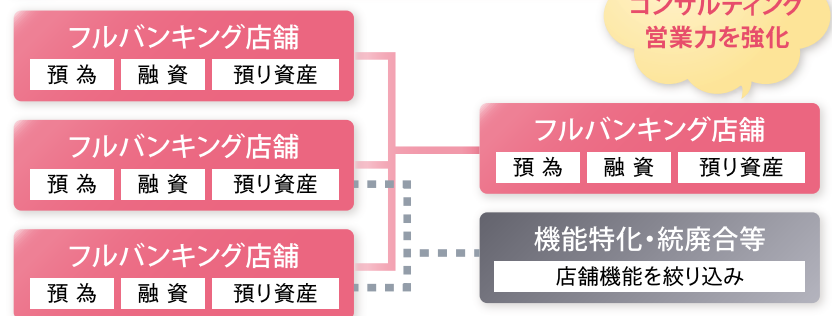 フルバンキング店舗
預為 融資 預り資産
フルバンキング店舗
預為 融資 預り資産
フルバンキング店舗
預為 融資 預り資産
コンサルティング
営業力を強化
フルバンキング店舗
預為 融資 預り資産
機能特化・統廃合等
店舗機能を絞り込み